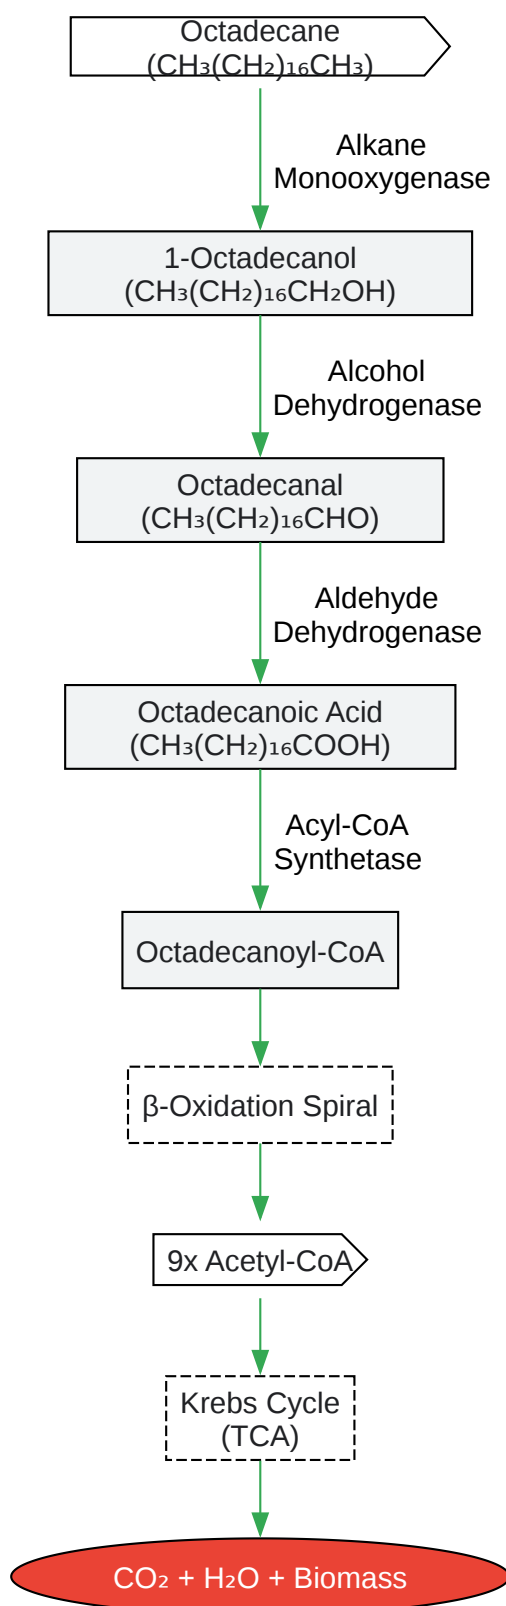 Octadecane
(CH₃(CH₂)₁₆CH₃)
Alkane
Monooxygenase
1-Octadecanol
(CH₃(CH₂)₁₆CH₂OH)
Alcohol
Dehydrogenase
Octadecanal
(CH₃(CH₂)₁₆CHO)
Aldehyde
Dehydrogenase
Octadecanoic Acid
(CH₃(CH₂)₁₆COOH)
Acyl-CoA
Synthetase
Octadecanoyl-CoA
β-Oxidation Spiral
9x Acetyl-CoA
Krebs Cycle
(TCA)
CO₂ + H₂O + Biomass